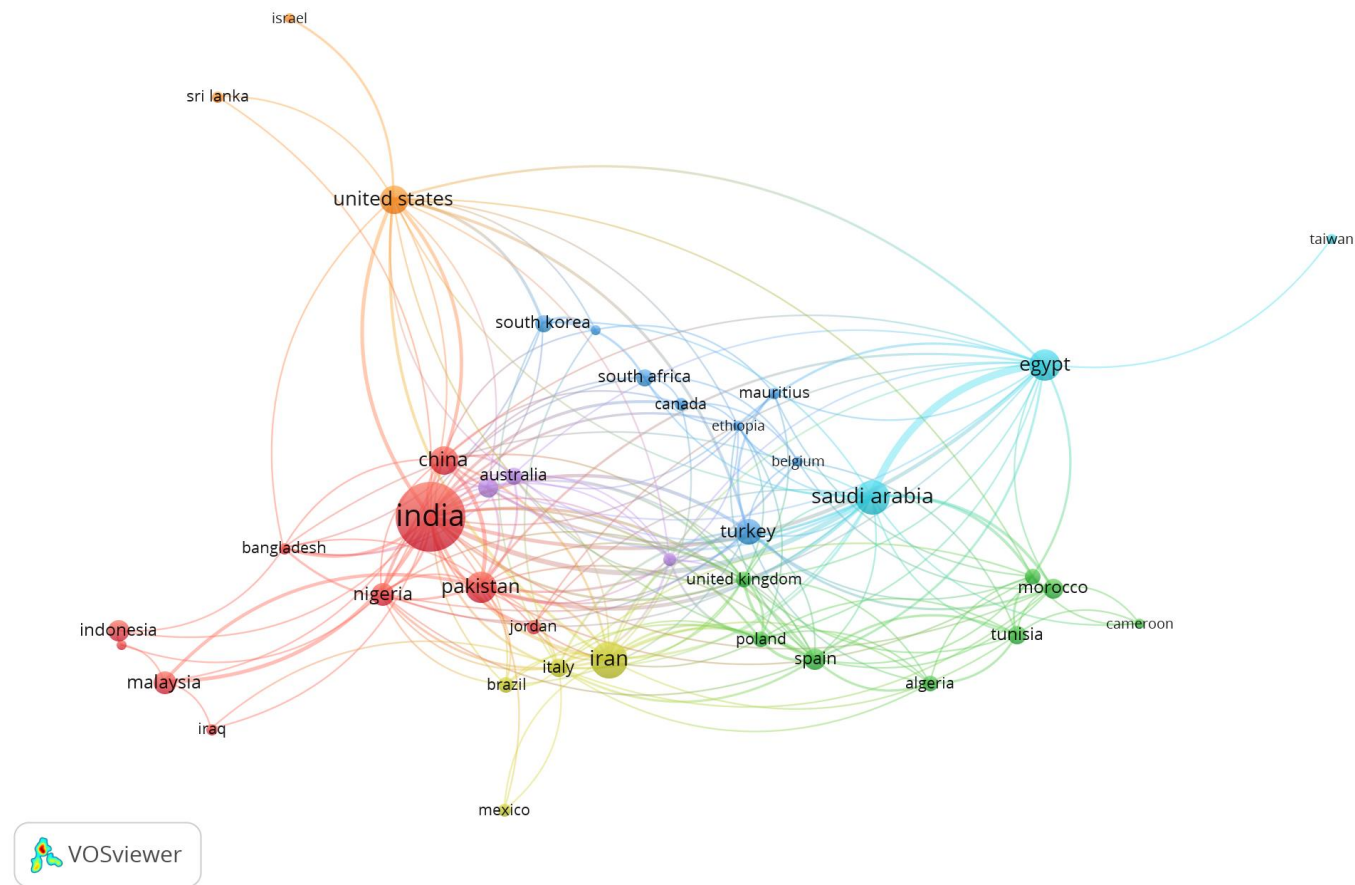 israel
sri lanka
united states
taiwan
south korea
egypt
south africa
mauritius
canada
ethiopia
china
belgium
australia
saudi arabia
india
turkey
bangladesh
united kingdom
pakistan
morocco
nigeria
cameroon
jordan
indonesia
tunisia
poland
spain
iran
italy
malaysia
brazil
algeria
iraq
mexico
VOSviewer